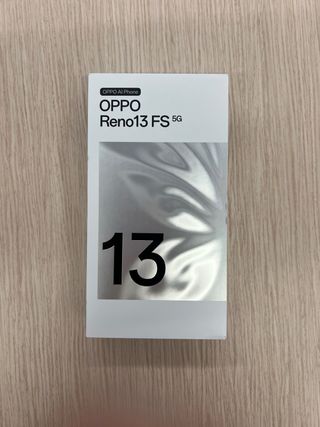 OPPO AI Phone
OPPO
Reno13 FS 5G
13